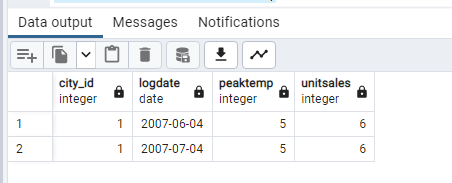 Data output Messages Notifications
city_id logdate peaktemp unitsales
integer date integer integer
1 1 2007-06-04 5 6
2 1 2007-07-04 5 6